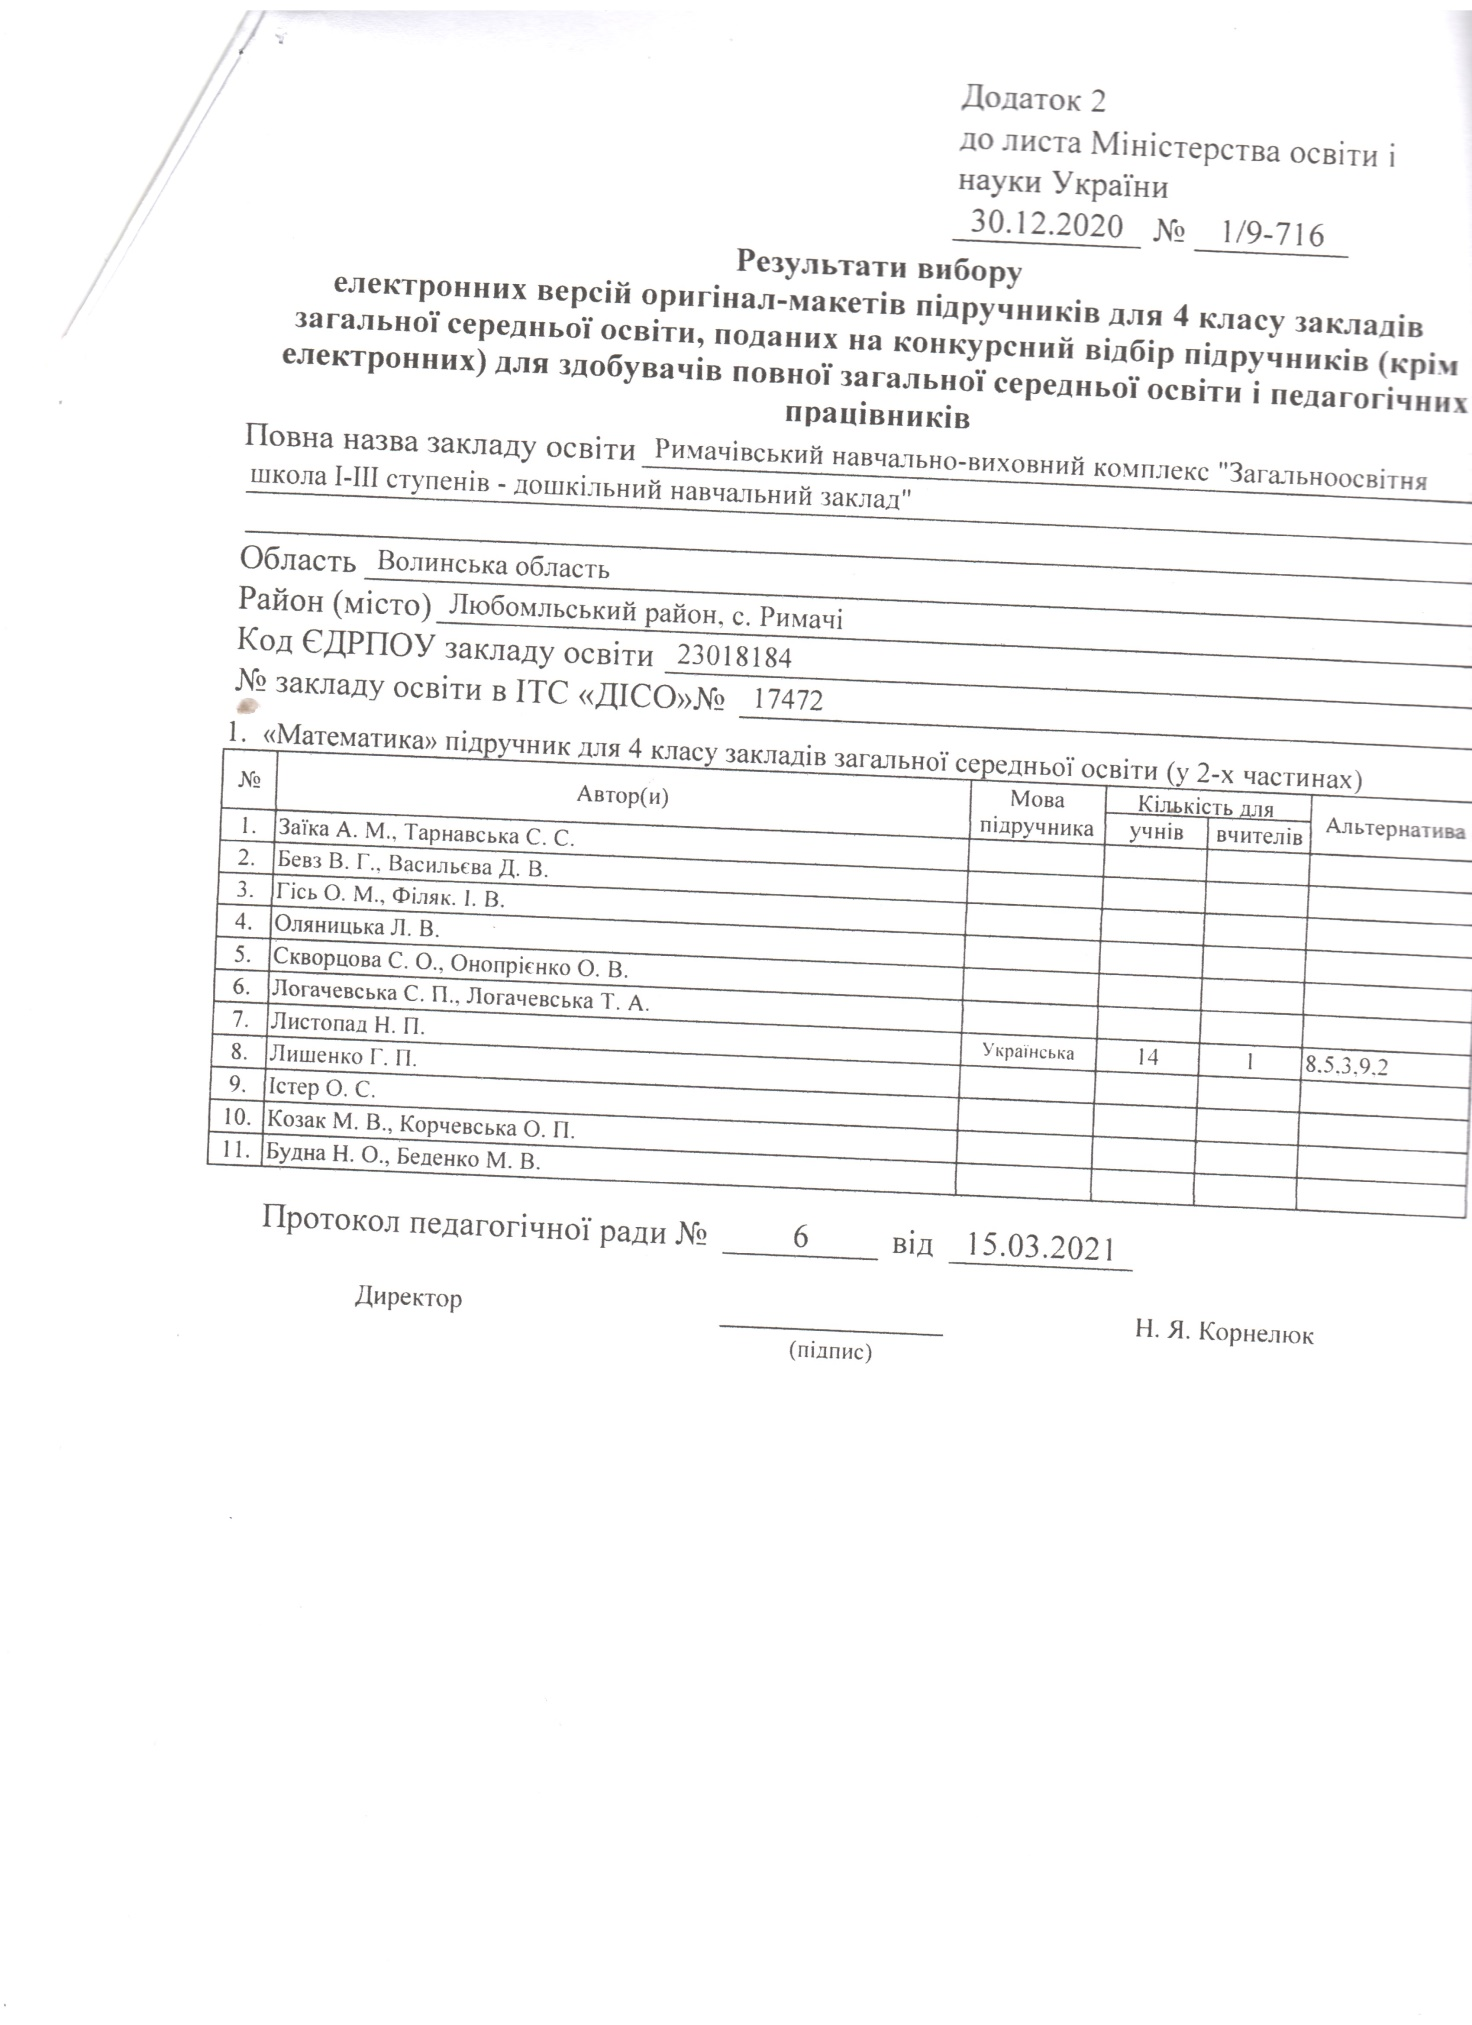 Додаток 2
до листа Міністерства освіти і
науки України
30.12.2020 № 1/9-716
Результати вибору
електронних версій оригінал-макетів підручників для 4 класу закладів
загальної середньої освіти, поданих на конкурсний відбір підручників (крім
електронних) для здобувачів повної загальної середньої освіти і педагогічних
працівників
Повна назва закладу освіти Римачівський навчально-виховний комплекс "Загальноосвітня
школа І-ІІІ ступенів - дошкільний навчальний заклад"
Область Волинська область
Район (місто) Любомльський район, с. Римачі
Код ЄДРПОУ закладу освіти 23018184
№ закладу освіти в ІТС «ДІСО»№ 17472
1. «Математика» підручник для 4 класу закладів загальної середньої освіти (у 2-х частинах)
№ Автор(и) Мова підручника Кількість для учнів вчителів Альтернатива
1. Заїка А. М., Тарнавська С. С.
2. Бевз В. Г., Васильєва Д. В.
3. Гісь О. М., Філяк. І. В.
4. Оляницька Л. В.
5. Скворцова С. О., Онопрієнко О. В.
6. Логачевська С. П., Логачевська Т. А.
7. Листопад Н. П.
8. Лишенко Г. П. Українська 14 1 8,5,3,9,2
9. Істер О. С.
10. Козак М. В., Корчевська О. П.
11. Будна Н. О., Беденко М. В.
Протокол педагогічної ради № 6 від 15.03.2021
Директор
Н. Я. Корнелюк
(підпис)